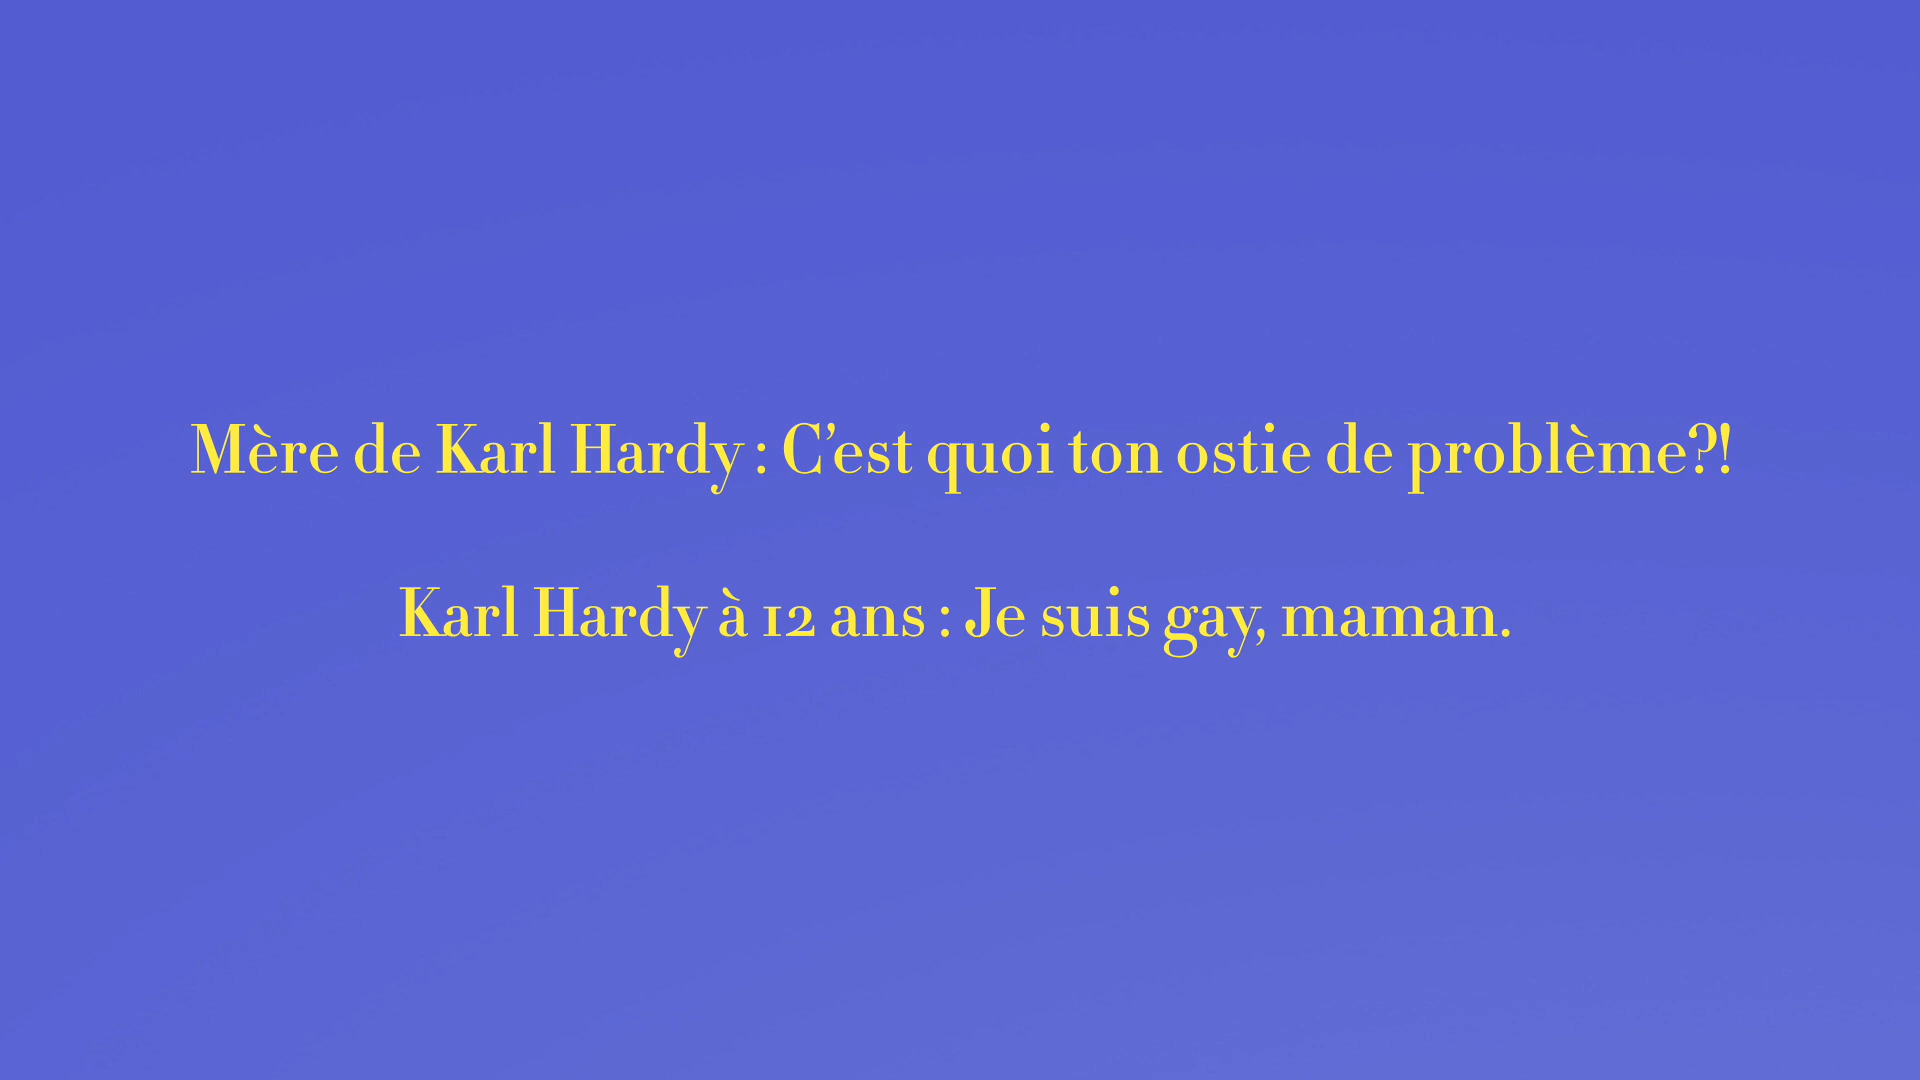 Mère de Karl Hardy : C’est quoi ton ostie de problème?!
Karl Hardy à 12 ans : Je suis gay, maman.